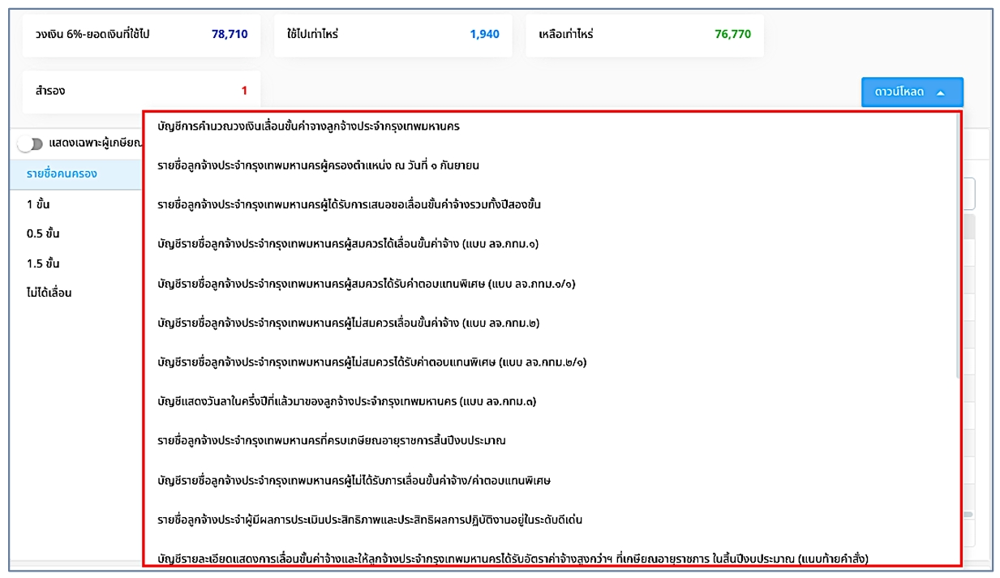 วงเงิน 6%-ยอดเงินที่ใช้ไป 78,710 ใช้ไปเท่าไหร่ 1,940 เหลือเท่าไหร่ 76,770
สำรอง 1
ดาวน์โหลด
แสดงเฉพาะผู้เกษียณ
รายชื่อคนครอง
1 ขั้น
0.5 ขั้น
1.5 ขั้น
ไม่ได้เลื่อน
บัญชีการคำนวณวงเงินเลื่อนขั้นค่าจางลูกจ้างประจำกรุงเทพมหานคร
รายชื่อลูกจ้างประจำกรุงเทพมหานครผู้ครองตำแหน่ง ณ วันที่ ๑ กันยายน
รายชื่อลูกจ้างประจำกรุงเทพมหานครผู้ได้รับการเสนอขอเลื่อนขั้นค่าจ้างรวมทั้งปีสองขั้น
บัญชีรายชื่อลูกจ้างประจำกรุงเทพมหานครผู้สมควรได้เลื่อนขั้นค่าจ้าง (แบบ ลจ.กทม.๑)
บัญชีรายชื่อลูกจ้างประจำกรุงเทพมหานครผู้สมควรได้รับค่าตอบแทนพิเศษ (แบบ ลจ.กทม.๑/๑)
บัญชีรายชื่อลูกจ้างประจำกรุงเทพมหานครผู้ไม่สมควรเลื่อนขั้นค่าจ้าง (แบบ ลจ.กทม.๒)
บัญชีรายชื่อลูกจ้างประจำกรุงเทพมหานครผู้ไม่สมควรได้รับค่าตอบแทนพิเศษ (แบบ ลจ.กทม.๒/๑)
บัญชีแสดงวันลาในครึ่งปีที่แล้วมาของลูกจ้างประจำกรุงเทพมหานคร (แบบ ลจ.กทม.๓)
รายชื่อลูกจ้างประจำกรุงเทพมหานครที่ครบเกษียณอายุราชการสิ้นปีงบประมาณ
บัญชีรายชื่อลูกจ้างประจำกรุงเทพมหานครผู้ไม่ได้รับการเลื่อนขั้นค่าจ้าง/ค่าตอบแทนพิเศษ
รายชื่อลูกจ้างประจำผู้มีผลการประเมินประสิทธิภาพและประสิทธิผลการปฏิบัติงานอยู่ในระดับดีเด่น
บัญชีรายละเอียดแสดงการเลื่อนขั้นค่าจ้างและให้ลูกจ้างประจำกรุงเทพมหานครได้รับอัตราค่าจ้างสูงกว่าฯ ที่เกษียณอายุราชการ ในสิ้นปีงบประมาณ (แนบท้ายคำสั่ง)